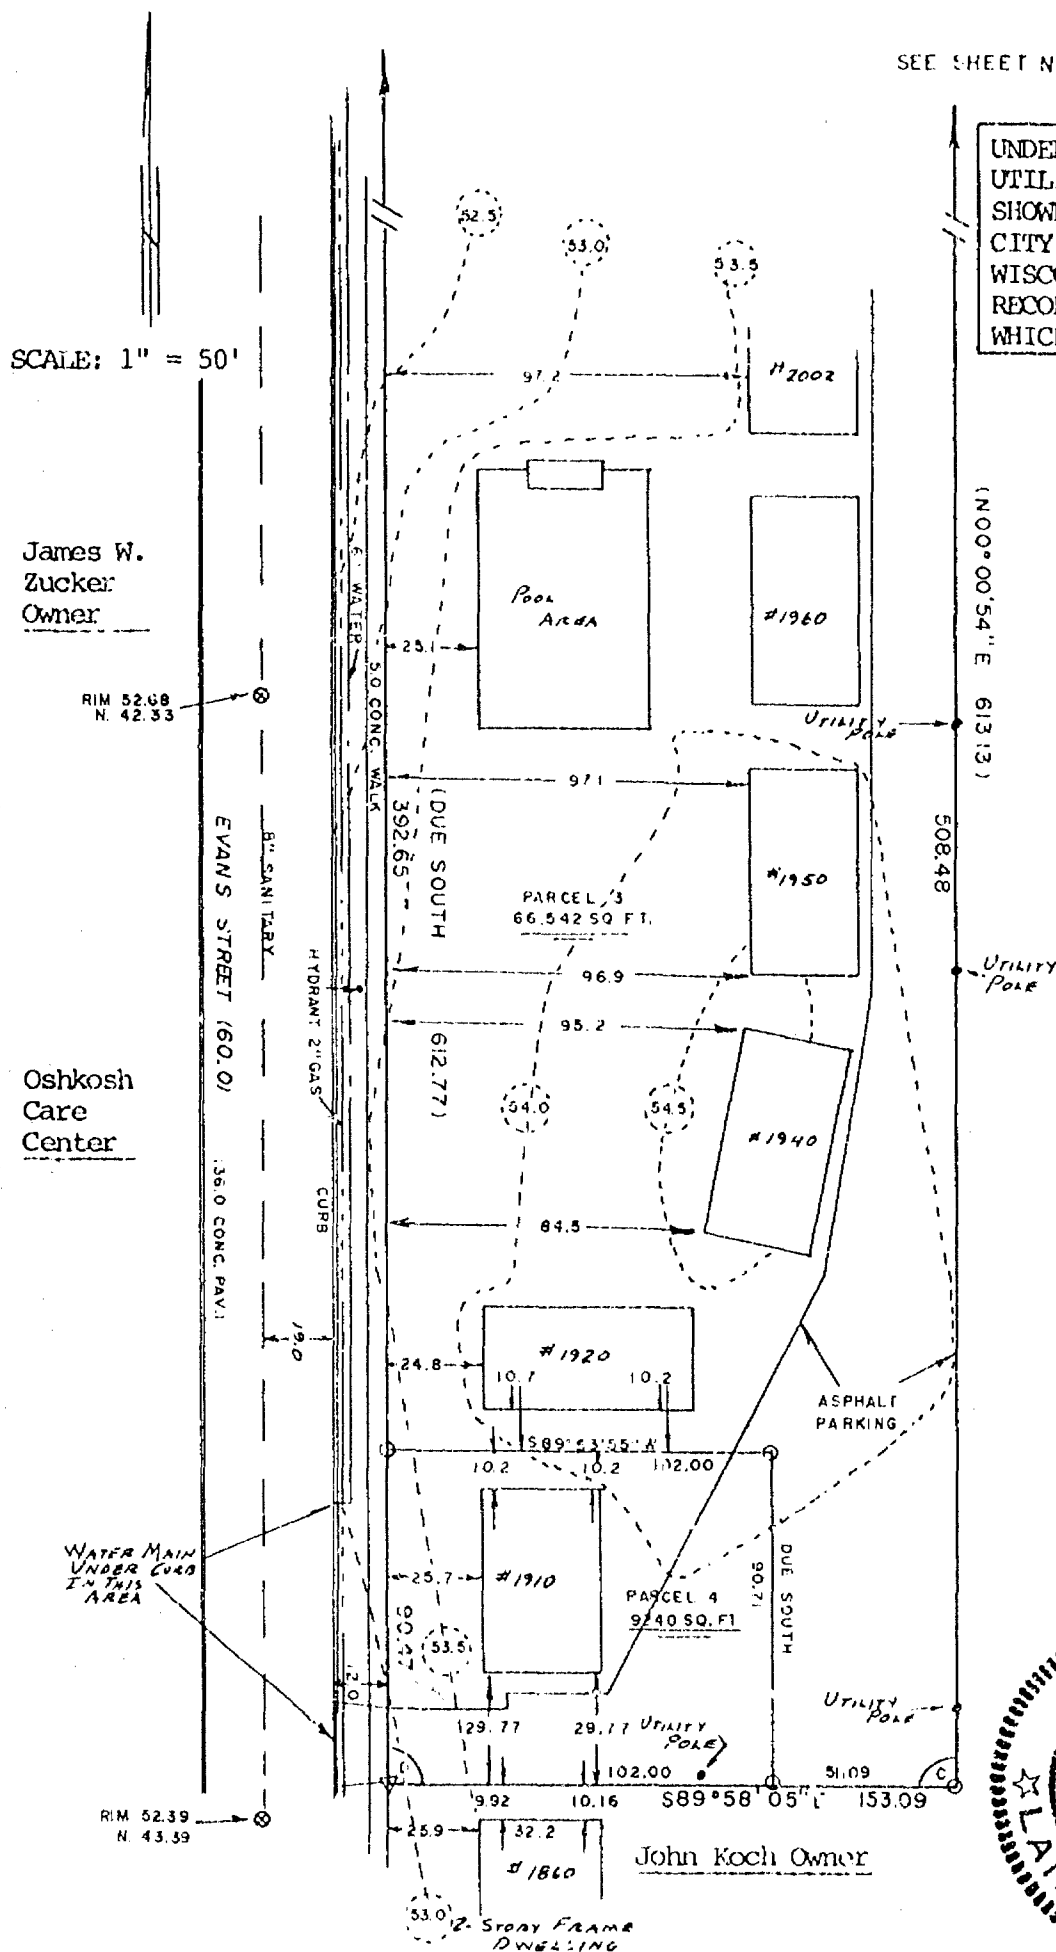 SEE SHEET N
UNDE
UTIL
SHOW
CITY
WISC
RECO
WHIC
SCALE: 1" = 50'
52.5
53.0
53.5
97.2
#2002
James W.
Zucker
Owner
6" WATER
POOL
AREA
#1960
25.1
(N00°00'54"E 613.13)
RIM 52.68
N. 42.33
5.0 CONC. WALK
UTILITY
POLE
97.1
(DUE SOUTH
392.65
612.77)
508.48
8" SANITARY
EVANS STREET (60.0)
36.0 CONC. PAV.
#1950
PARCEL 3
66,542 SQ. FT.
HYDRANT 2" GAS
96.9
UTILITY
POLE
95.2
Oshkosh
Care
Center
54.0
54.5
#1940
CURB
84.5
19.0
24.8
#1920
10.7
10.2
ASPHALT
PARKING
S89°53'55"
10.2
10.2
102.00
WATER MAIN
UNDER CURB
IN THIS
AREA
25.7
#1910
PARCEL 4
9240 SQ. FT.
DUE SOUTH
90.71
53.5
UTILITY
POLE
29.77
29.77
UTILITY
POLE
102.00
51.09
C
9.92
10.16
S89°58'05"
153.09
RIM 52.39
N. 43.39
25.9
32.2
#1860
John Koch Owner
53.0
2-STORY FRAME
DWELLING
LA